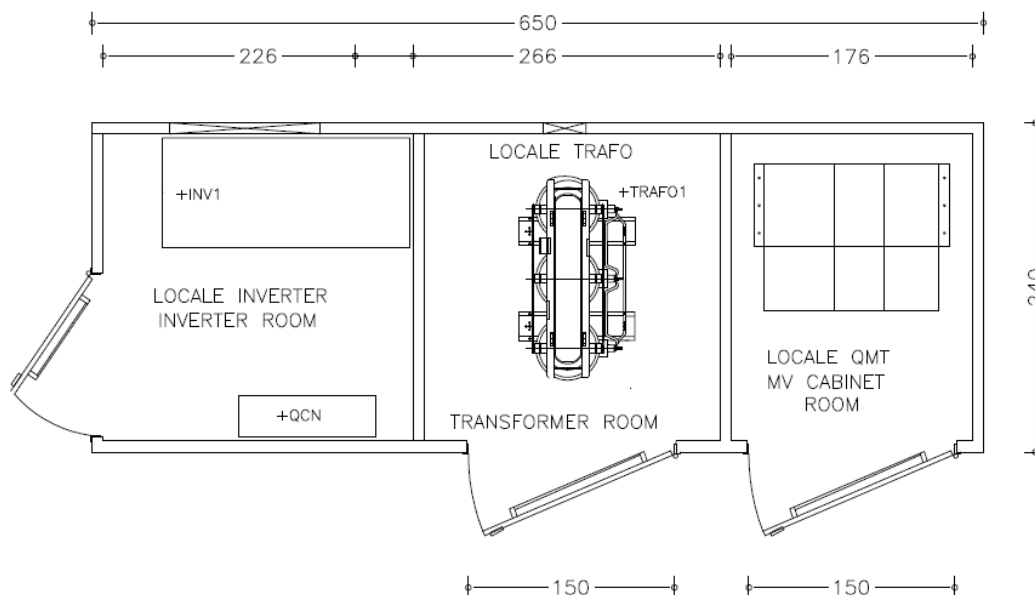 650
226
266
176
LOCALE TRAFO
+INV1
+TRAFO1
LOCALE INVERTER
INVERTER ROOM
240
LOCALE QMT
MV CABINET
ROOM
+QCN
TRANSFORMER ROOM
150
150